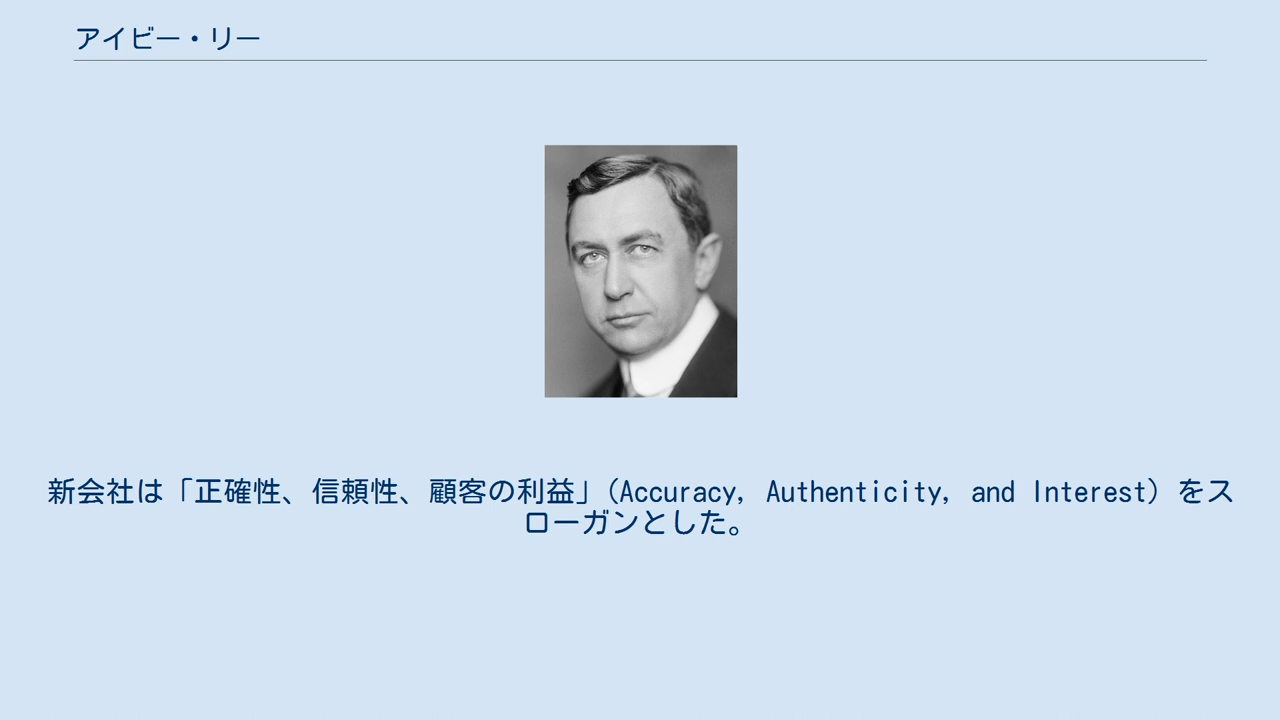 アイビー・リー
新会社は「正確性、信頼性、顧客の利益」(Accuracy, Authenticity, and Interest) をス
ローガンとした。